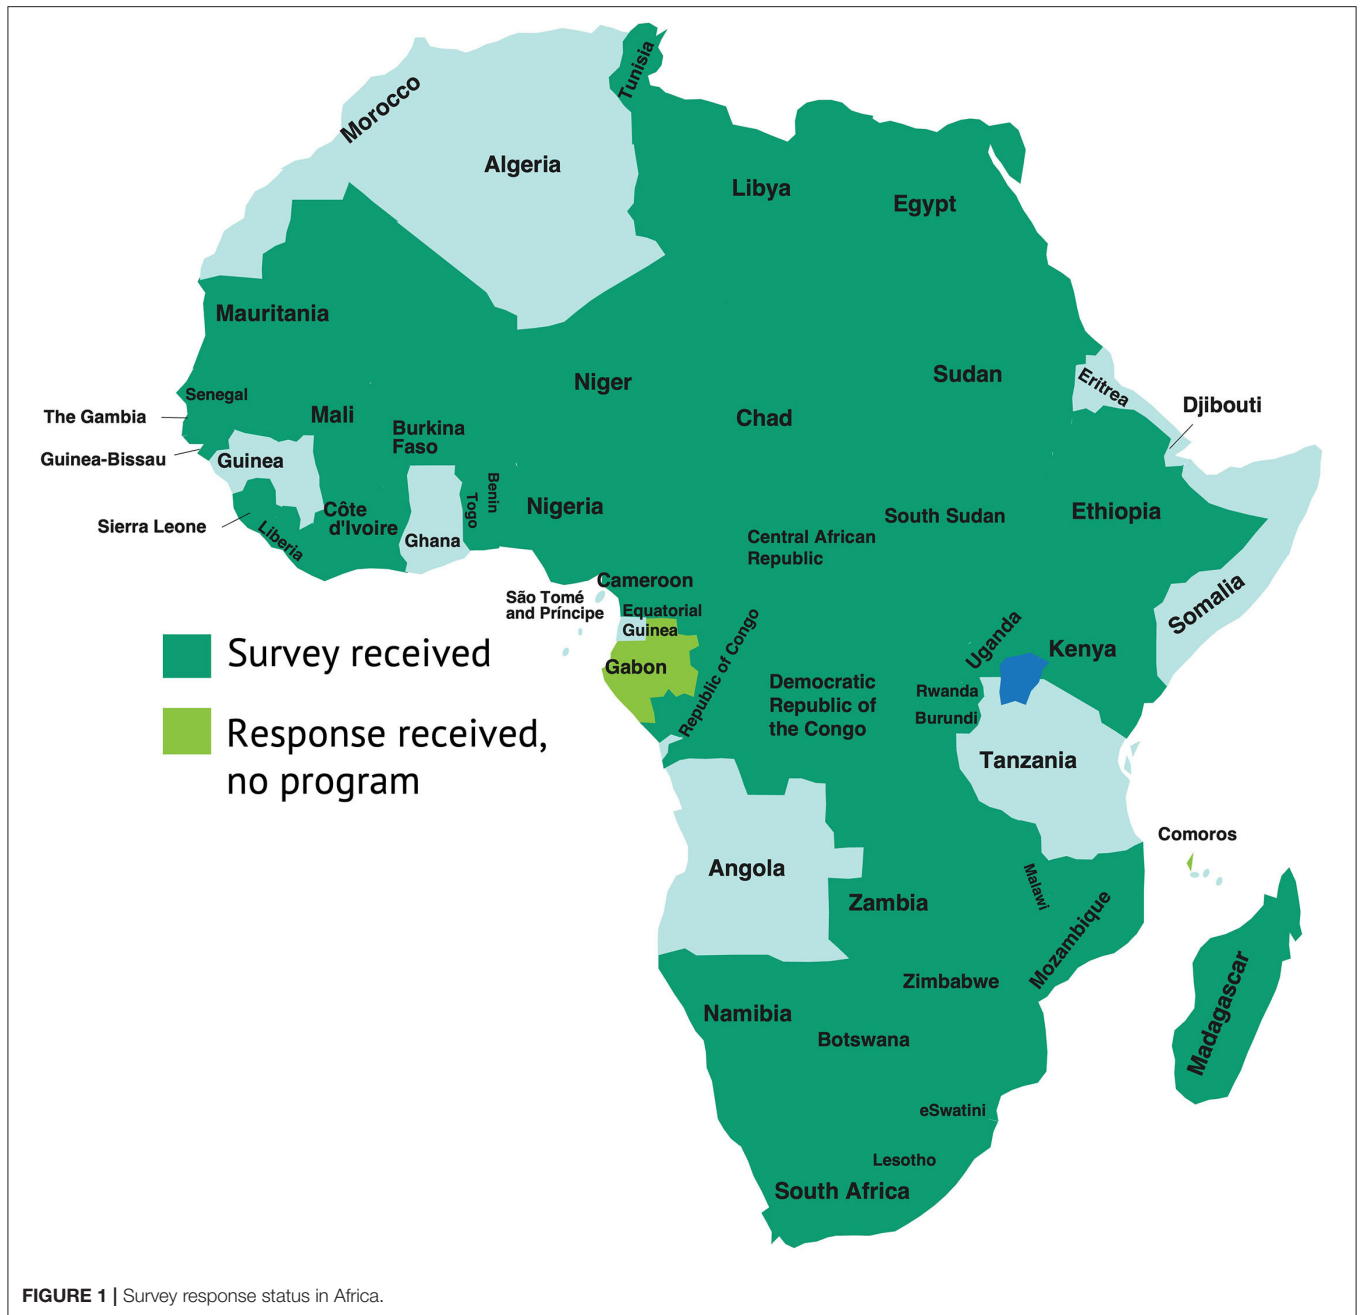 Tunisia
Morocco
Algeria
Libya
Egypt
Mauritania
Niger
Sudan
Eritrea
Senegal
Mali
Chad
Djibouti
The Gambia
Burkina
Faso
Guinea-Bissau
Guinea
Benin
Togo
Nigeria
Côte
d'Ivoire
South Sudan
Ethiopia
Sierra Leone
Liberia
Ghana
Central African
Republic
Cameroon
São Tomé
and Príncipe
Equatorial
Guinea
Somalia
Uganda
Kenya
Survey received
Gabon
Republic of Congo
Democratic
Republic of
the Congo
Rwanda
Burundi
Response received,
no program
Tanzania
Comoros
Angola
Malawi
Zambia
Mozambique
Zimbabwe
Madagascar
Namibia
Botswana
eSwatini
Lesotho
South Africa
FIGURE 1 | Survey response status in Africa.